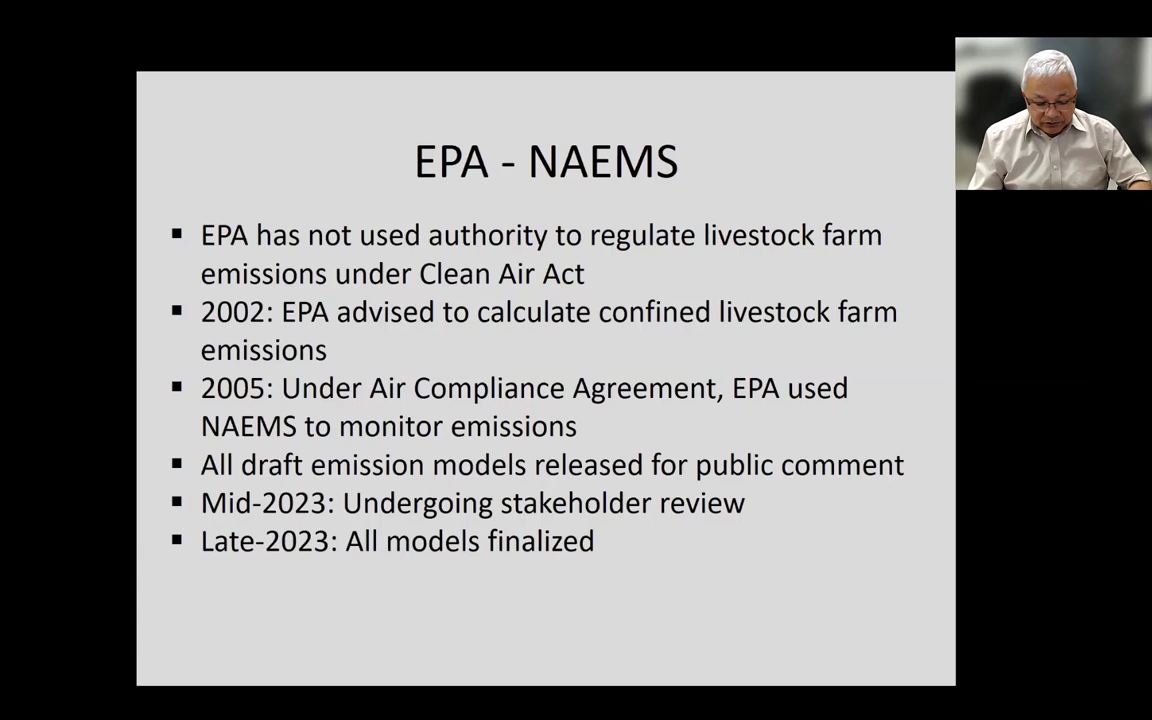 EPA - NAEMS
▪ EPA has not used authority to regulate livestock farm
emissions under Clean Air Act
▪ 2002: EPA advised to calculate confined livestock farm
emissions
▪ 2005: Under Air Compliance Agreement, EPA used
NAEMS to monitor emissions
▪ All draft emission models released for public comment
▪ Mid-2023: Undergoing stakeholder review
▪ Late-2023: All models finalized